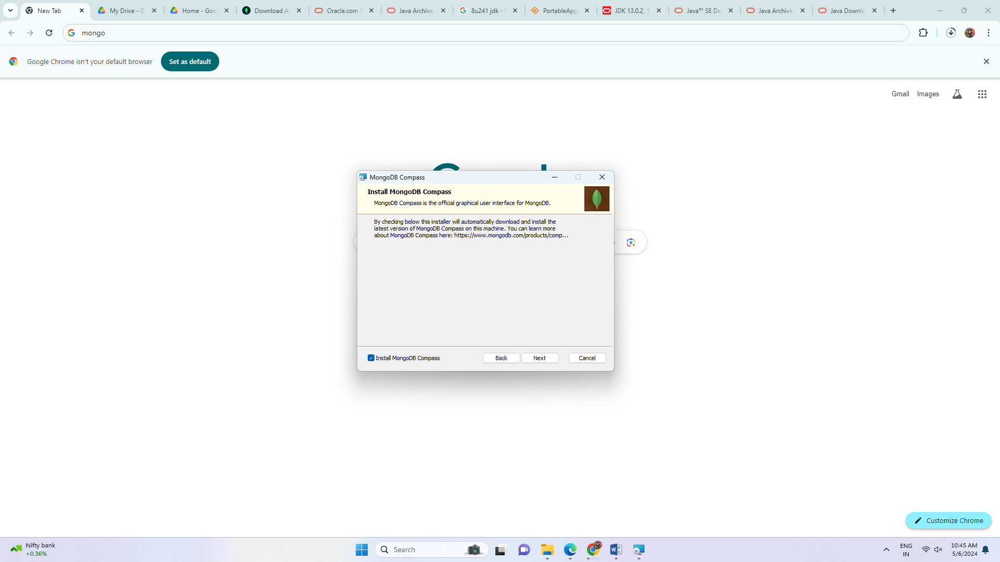 New Tab
My Drive - G
Home - Goo
Download At
Oracle.com S
Java Archive
8u241 jdk - G
PortableApp
JDK 13.0.2, 1
Java™ SE De
Java Archive
Java Downlo
mongo
Google Chrome isn't your default browser
Set as default
Gmail
Images
MongoDB Compass
Install MongoDB Compass
MongoDB Compass is the official graphical user interface for MongoDB.
By checking below this installer will automatically download and install the
latest version of MongoDB Compass on this machine. You can learn more
about MongoDB Compass here: https://www.mongodb.com/products/comp...
Install MongoDB Compass
Back
Next
Cancel
Customize Chrome
Nifty bank
+0.36%
Search
ENG
IN
10:45 AM
5/6/2024